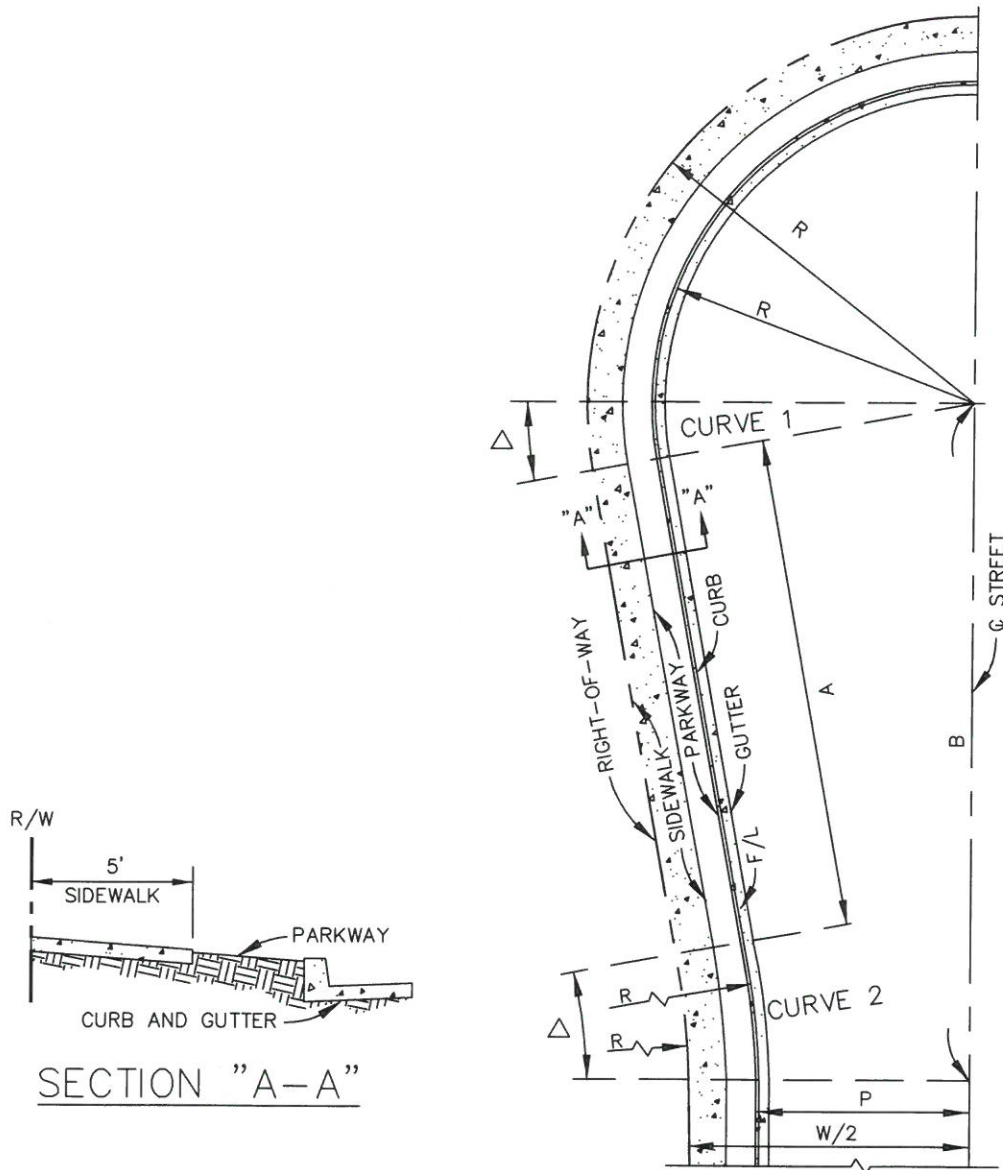 R
R
CURVE 1
△
"A"
"A"
RIGHT-OF-WAY
SIDEWALK
PARKWAY
CURB
GUTTER
F/L
A
B
℄ STREET
R/W
5'
SIDEWALK
PARKWAY
CURB AND GUTTER
SECTION "A-A"
△
R
R
CURVE 2
P
W/2